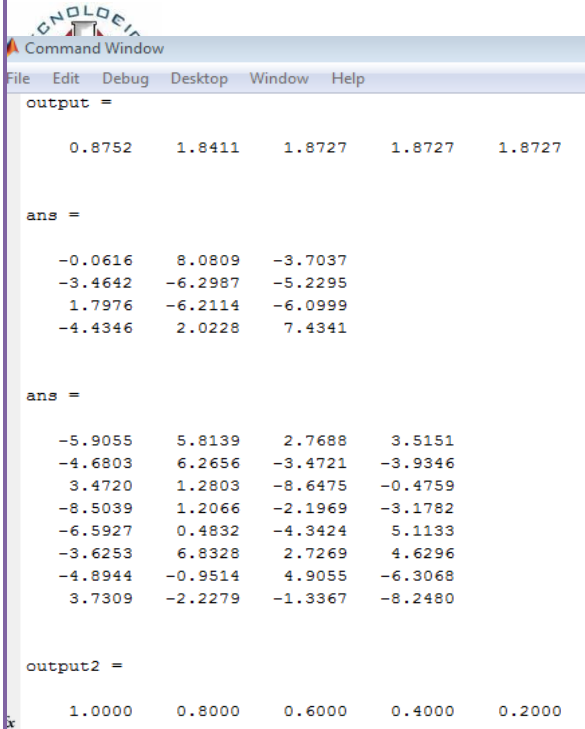 CNOLOGI
Command Window
File Edit Debug Desktop Window Help
output =
0.8752 1.8411 1.8727 1.8727 1.8727
ans =
-0.0616 8.0809 -3.7037
-3.4642 -6.2987 -5.2295
1.7976 -6.2114 -6.0999
-4.4346 2.0228 7.4341
ans =
-5.9055 5.8139 2.7688 3.5151
-4.6803 6.2656 -3.4721 -3.9346
3.4720 1.2803 -8.6475 -0.4759
-8.5039 1.2066 -2.1969 -3.1782
-6.5927 0.4832 -4.3424 5.1133
-3.6253 6.8328 2.7269 4.6296
-4.8944 -0.9514 4.9055 -6.3068
3.7309 -2.2279 -1.3367 -8.2480
output2 =
fx 1.0000 0.8000 0.6000 0.4000 0.2000